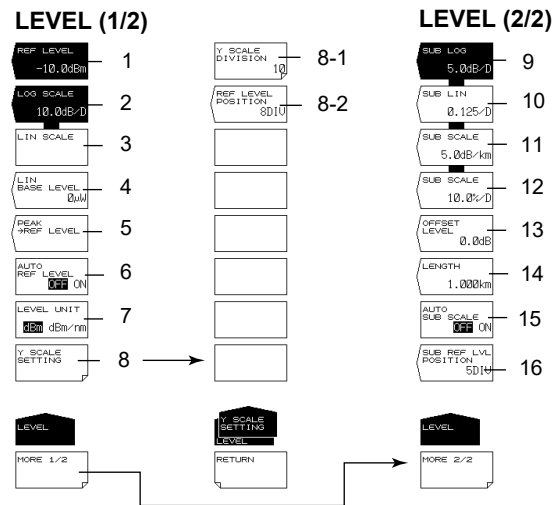 LEVEL (1/2)
REF LEVEL
-10.0dBm
1
LOG SCALE
10.0dB/D
2
LIN SCALE
3
LIN
BASE LEVEL
0µW
4
PEAK
→REF LEVEL
5
AUTO
REF LEVEL
OFF ON
6
LEVEL UNIT
dBm dBm/nm
7
Y SCALE
SETTING
8
LEVEL
MORE 1/2
Y SCALE
DIVISION
10
8-1
REF LEVEL
POSITION
8DIV
8-2
Y SCALE
SETTING
LEVEL
RETURN
LEVEL (2/2)
SUB LOG
5.0dB/D
9
SUB LIN
0.125/D
10
SUB SCALE
5.0dB/km
11
SUB SCALE
10.0%/D
12
OFFSET
LEVEL
0.0dB
13
LENGTH
1.000km
14
AUTO
SUB SCALE
OFF ON
15
SUB REF LVL
POSITION
5DIV
16
LEVEL
MORE 2/2